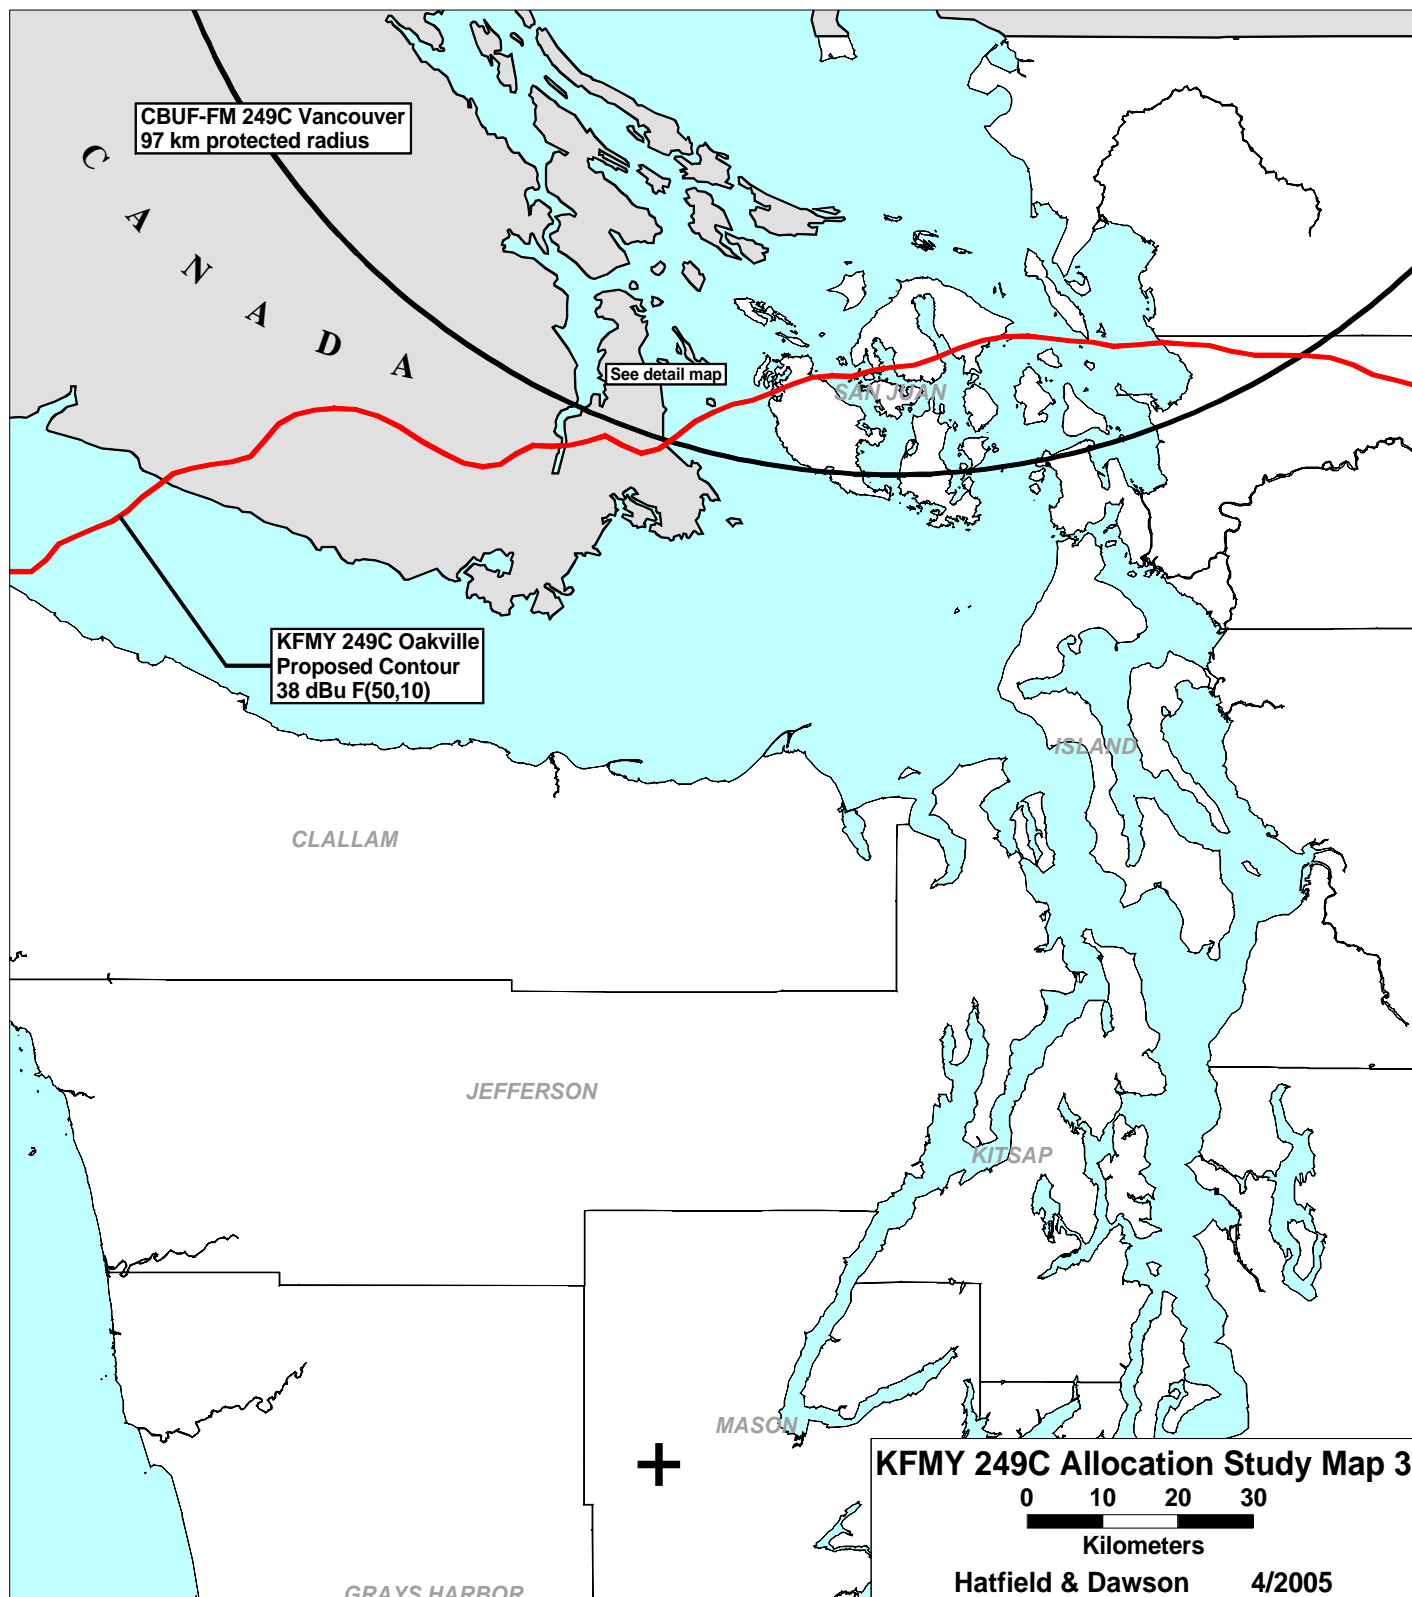 CBUF-FM 249C Vancouver
97 km protected radius
CANADA
See detail map
SAN JUAN
KFMY 249C Oakville
Proposed Contour
38 dBu F(50,10)
ISLAND
CLALLAM
JEFFERSON
KITSAP
MASON
GRAYS HARBOR
KFMY 249C Allocation Study Map 3
0 10 20 30
Kilometers
Hatfield & Dawson 4/2005